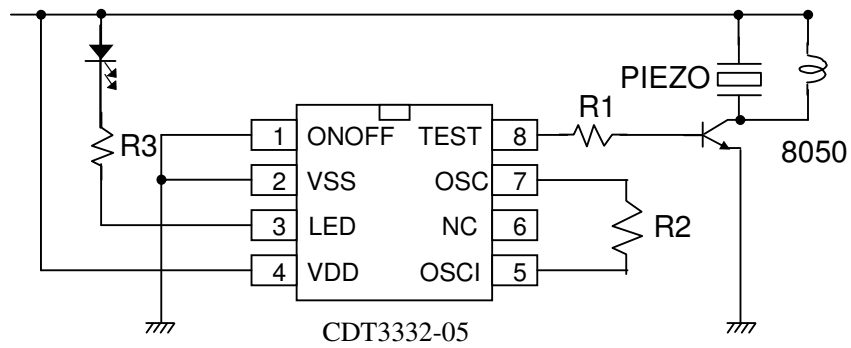 PIEZO
R1
R3
1 ONOFF TEST 8
8050
2 VSS OSC 7
3 LED NC 6
R2
4 VDD OSCI 5
CDT3332-05